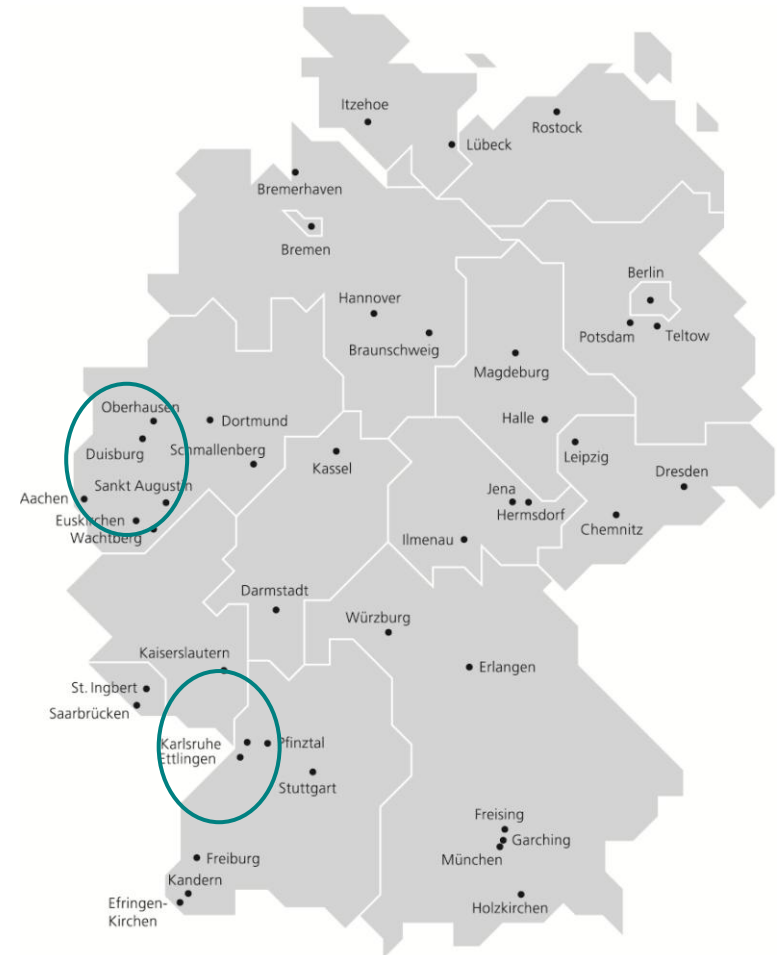 Itzehoe
Rostock
Lübeck
Bremerhaven
Bremen
Berlin
Hannover
Potsdam
Teltow
Braunschweig
Magdeburg
Oberhausen
Dortmund
Halle
Duisburg
Schmallenberg
Kassel
Leipzig
Dresden
Aachen
Sankt Augustin
Jena
Hermsdorf
Euskirchen
Wachtberg
Chemnitz
Ilmenau
Darmstadt
Würzburg
Kaiserslautern
Erlangen
St. Ingbert
Saarbrücken
Karlsruhe
Pfinztal
Ettlingen
Stuttgart
Freising
Garching
München
Freiburg
Kandern
Efringen-
Kirchen
Holzkirchen